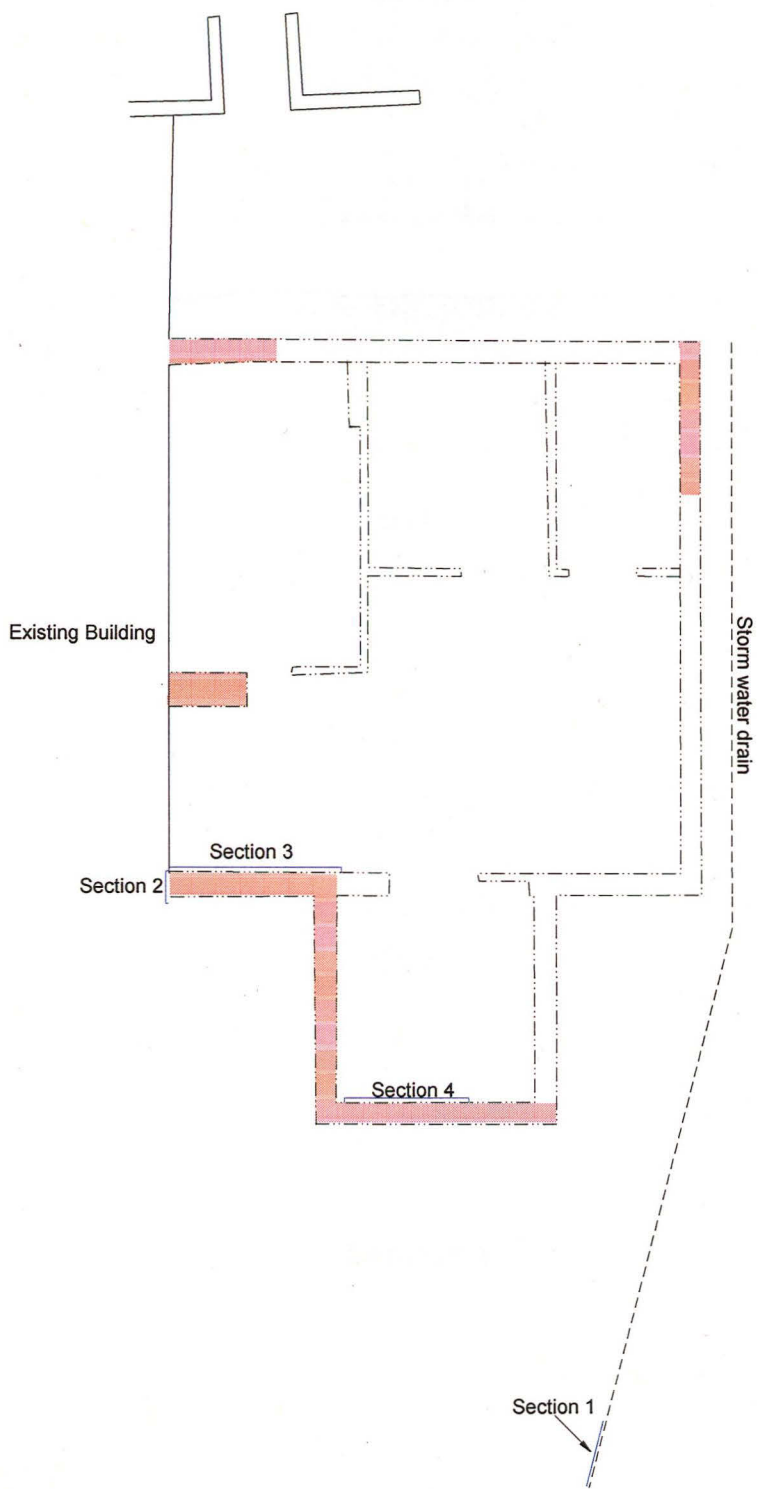 Existing Building
Storm water drain
Section 3
Section 2
Section 4
Section 1